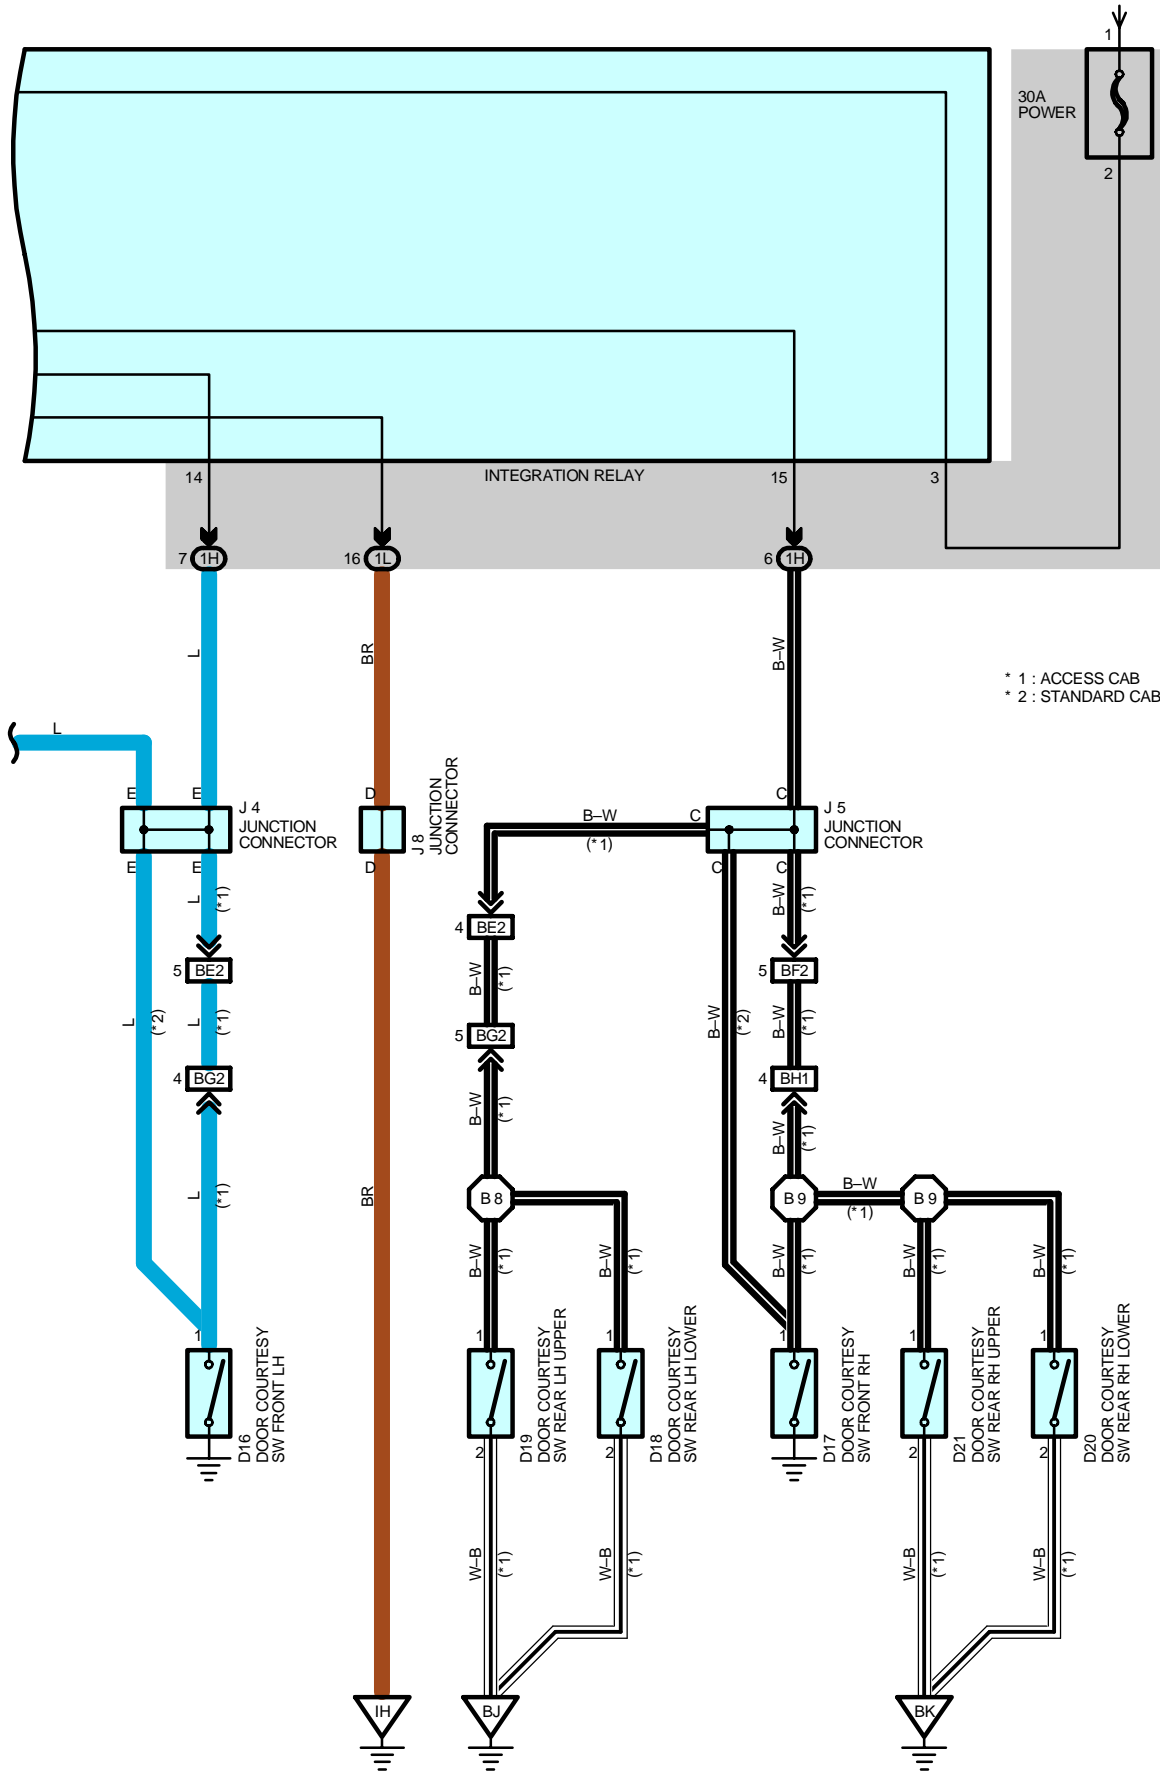 1
30A
POWER
2
14
INTEGRATION RELAY
15
3
7
1H
16
1L
6
1H
L
BR
B–W
* 1 : ACCESS CAB
* 2 : STANDARD CAB
L
E
E
J 4
JUNCTION
CONNECTOR
E
E
D
J 8
JUNCTION
CONNECTOR
D
B–W
(*1)
C
C
J 5
JUNCTION
CONNECTOR
C
C
L
(*1)
B–W
(*1)
4
BE2
5
BE2
5
BF2
L
(*2)
L
(*1)
B–W
(*1)
B–W
(*2)
B–W
(*1)
5
BG2
4
BG2
4
BH1
B–W
(*1)
B–W
(*1)
L
(*1)
BR
B 8
B 9
B–W
(*1)
B 9
B–W
(*1)
B–W
(*1)
B–W
(*1)
B–W
(*1)
B–W
(*1)
1
1
1
1
1
1
D16
DOOR COURTESY
SW FRONT LH
D19
DOOR COURTESY
SW REAR LH UPPER
D18
DOOR COURTESY
SW REAR LH LOWER
D17
DOOR COURTESY
SW FRONT RH
D21
DOOR COURTESY
SW REAR RH UPPER
D20
DOOR COURTESY
SW REAR RH LOWER
2
2
2
2
W–B
(*1)
W–B
(*1)
W–B
(*1)
W–B
(*1)
IH
BJ
BK